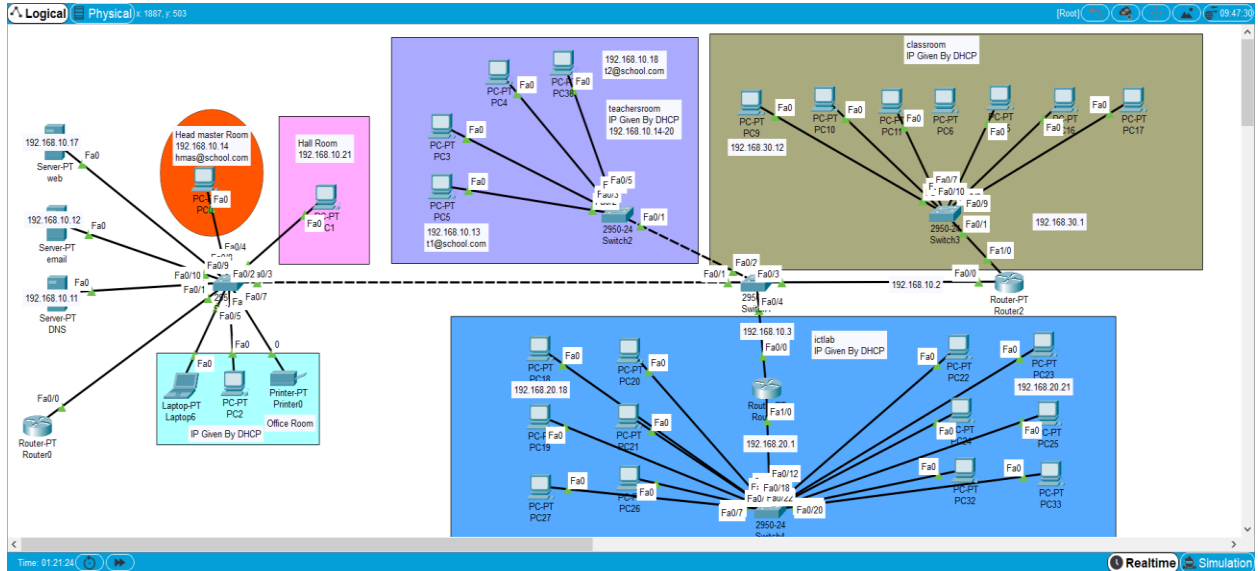 Logical
Physical
x: 1887, y: 503
[Root]
09:47:30
192.168.10.17
Fa0
Server-PT
web
192.168.10.12
Fa0
Server-PT
email
Fa0
192.168.10.11
Server-PT
DNS
Fa0/0
Router-PT
Router0
Head master Room
192.168.10.14
hmas@school.com
Fa0
Hall Room
192.168.10.21
Fa0
Fa0/4
Fa0/9
Fa0/2
Fa0/10
Fa0/1
Fa0/7
Fa0/5
Fa0
Fa0
0
Laptop-PT
Laptop6
PC-PT
PC2
Printer-PT
Printer0
Office Room
IP Given By DHCP
192.168.10.18
t2@school.com
teachersroom
IP Given By DHCP
192.168.10.14-20
PC-PT
PC4
Fa0
Fa0
PC-PT
PC3
Fa0
PC-PT
PC5
Fa0
192.168.10.13
t1@school.com
Fa0/5
Fa0/1
2950-24
Switch2
classroom
IP Given By DHCP
PC-PT
PC9
Fa0
192.168.30.12
PC-PT
PC10
Fa0
PC-PT
PC11
Fa0
PC-PT
PC6
Fa0
Fa0
PC-PT
PC17
Fa0
Fa0/7
Fa0/10
Fa0/9
Fa0/1
2950-24
Switch3
192.168.30.1
Fa1/0
Fa0/0
192.168.10.2
Router-PT
Router2
Fa0/2
Fa0/1
Fa0/3
Fa0/4
192.168.10.3
Fa0/0
Fa1/0
192.168.20.1
ictlab
IP Given By DHCP
Fa0
PC-PT
PC18
192.168.20.18
Fa0
PC-PT
PC20
Fa0
PC19
Fa0
PC-PT
PC21
Fa0
PC-PT
PC27
Fa0
PC26
Fa0
PC-PT
PC22
Fa0
PC-PT
PC23
192.168.20.21
Fa0
Fa0
PC25
Fa0
PC-PT
PC32
Fa0
PC-PT
PC33
Fa0/12
Fa0/18
Fa0/22
Fa0/7
Fa0/20
2950-24
Time: 01:21:24
Realtime
Simulation